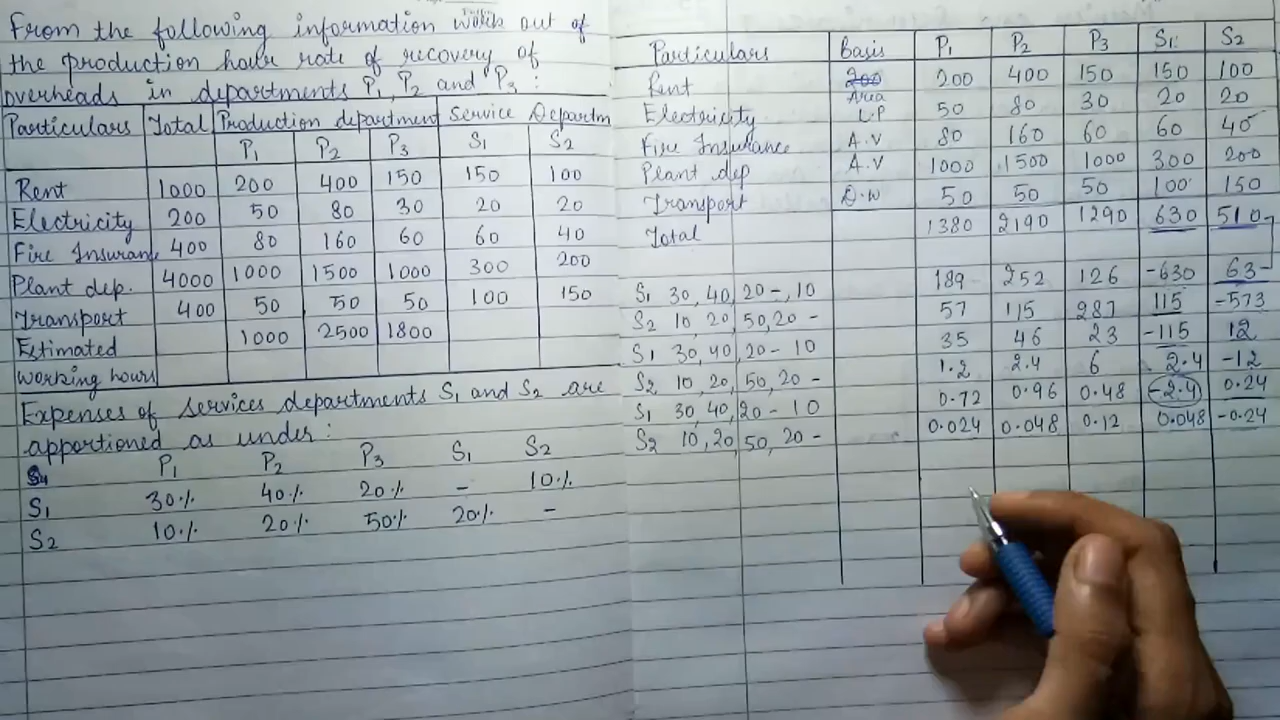 From the following information work out of
the production hour rate of recovery of
overheads in departments P1, P2 and P3 :
Particulars Total Production department Service Departm
P1 P2 P3 S1 S2
Rent 1000 200 400 150 150 100
Electricity 200 50 80 30 20 20
Fire Insuran 400 80 160 60 60 40
Plant dep. 4000 1000 1500 1000 300 200
Transport 400 50 50 50 100 150
Estimated 1000 2500 1800
working hours
Expenses of services departments S1 and S2 are
apportioned as under :
P1 P2 P3 S1 S2
S1 30% 40% 20% - 10%
S2 10% 20% 50% 20% -
Particulars Basis P1 P2 P3 S1 S2
Rent 200 Area 200 400 150 150 100
Electricity L.P 50 80 30 20 20
Fire Insurance A.V 80 160 60 60 40
Plant dep A.V 1000 1500 1000 300 200
Transport D.W 50 50 50 100 150
Total 1380 2190 1290 630 510
S1 30, 40, 20 -, 10 189 252 126 -630 63
S2 10, 20, 50, 20 - 57 115 287 115 -573
S1 30, 40, 20 - 10 35 46 23 -115 12
S2 10, 20, 50, 20 - 1.2 2.4 6 2.4 -12
S1 30, 40, 20 - 10 0.72 0.96 0.48 -2.4 0.24
S2 10, 20, 50, 20 - 0.024 0.048 0.12 0.048 -0.24